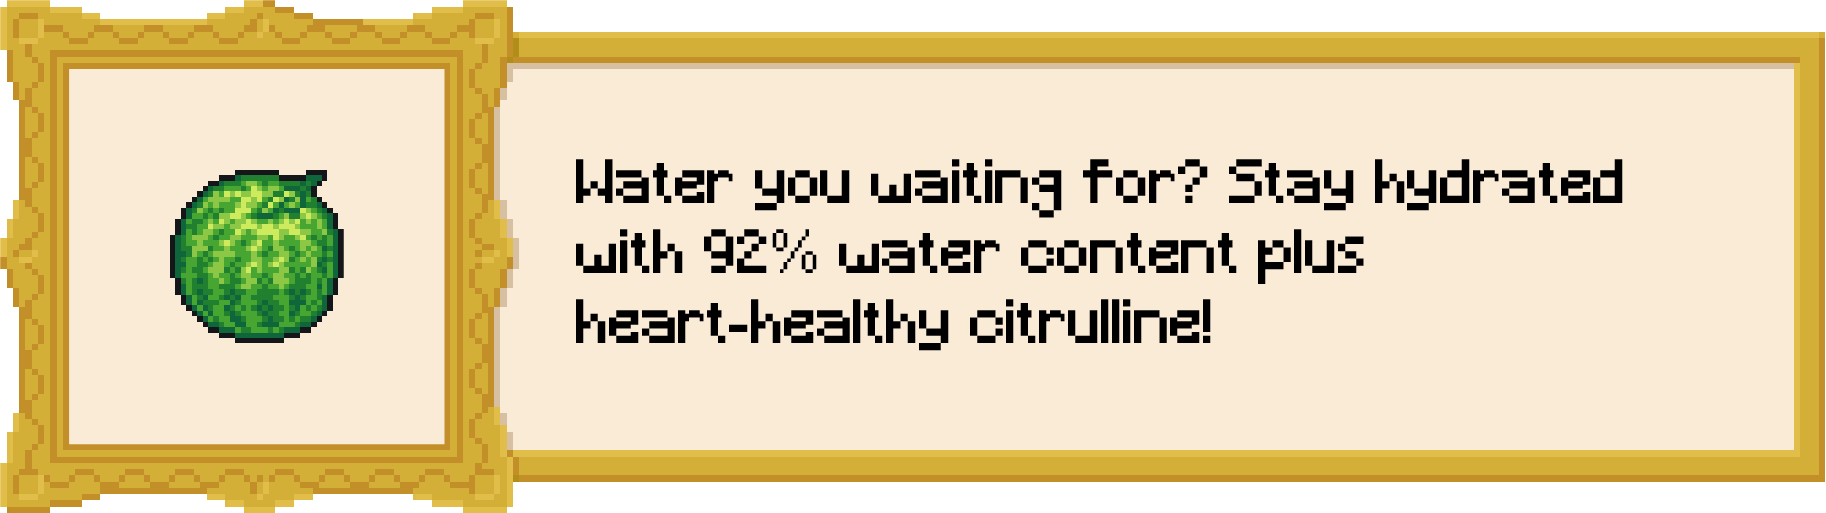 Water you waiting for? Stay hydrated
with 92% water content plus
heart-healthy citrulline!